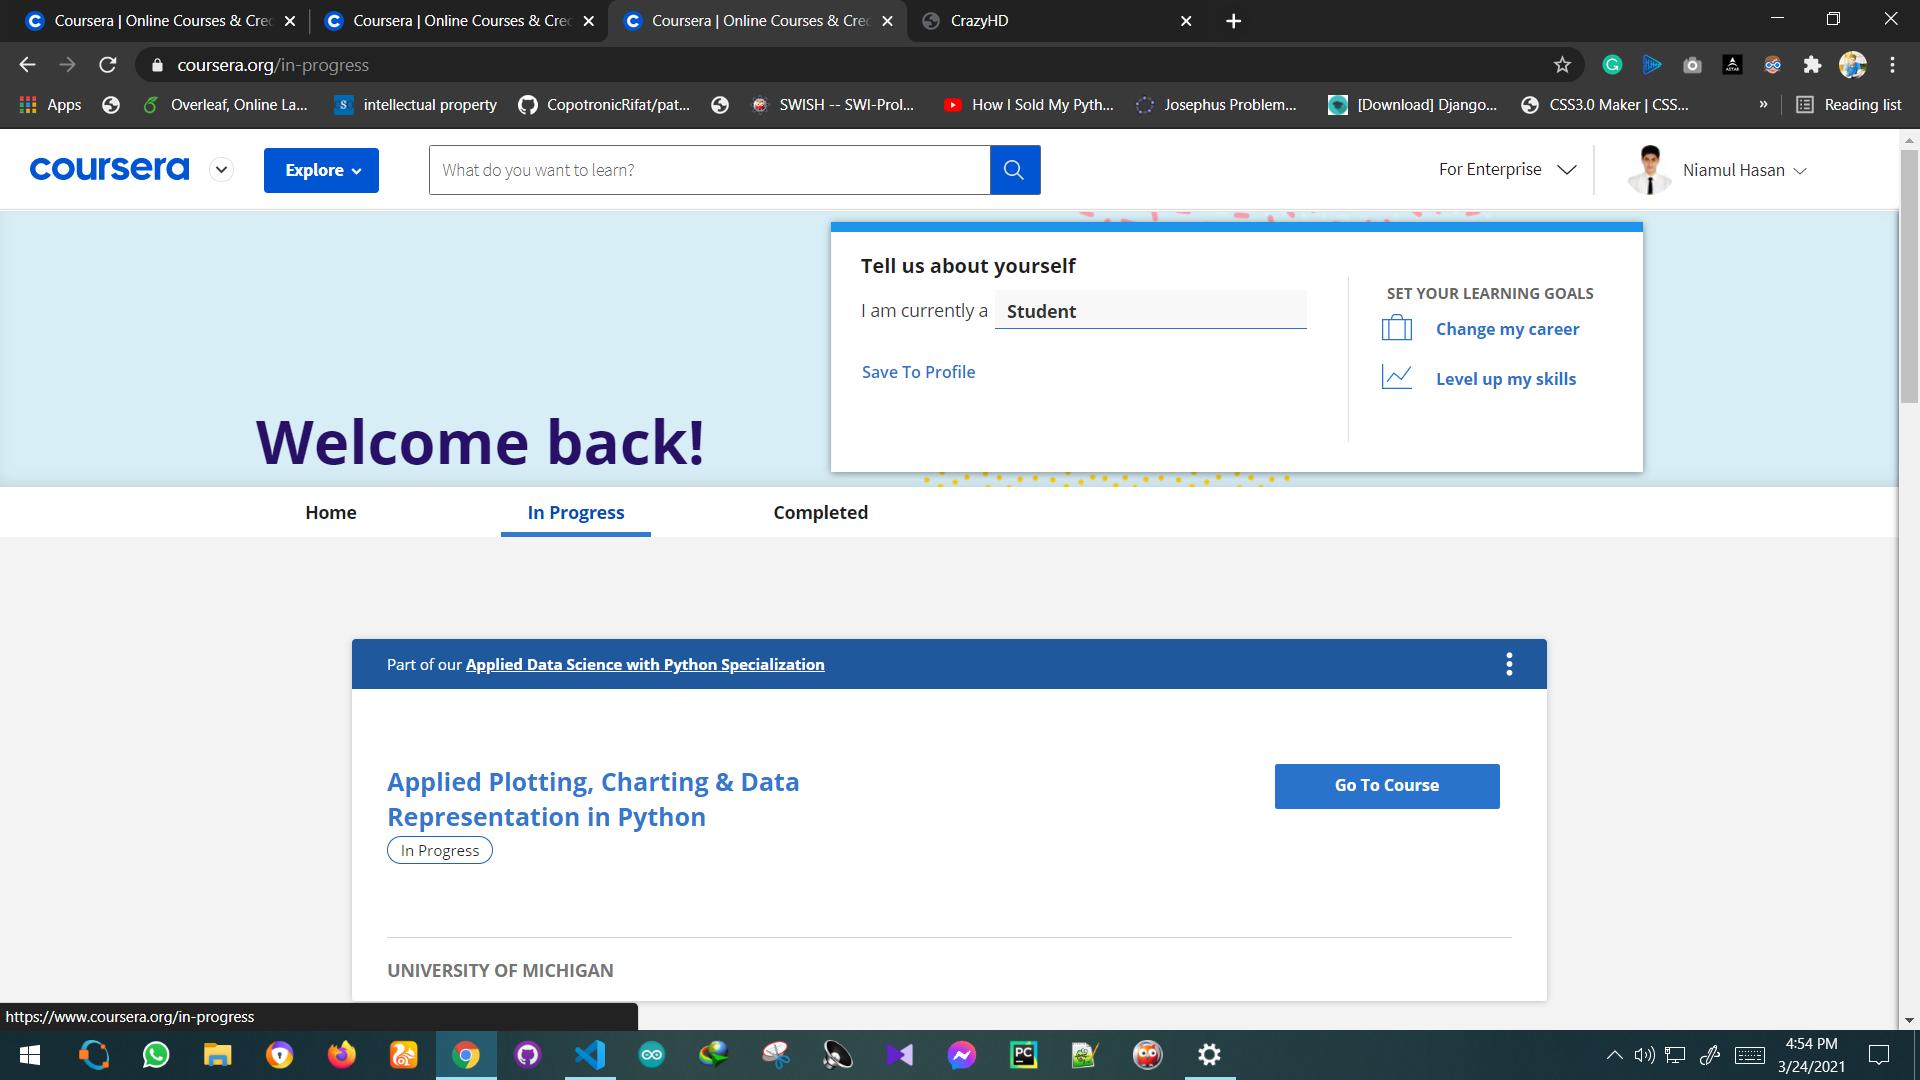 Coursera | Online Courses & Cre
Coursera | Online Courses & Cre
Coursera | Online Courses & Cre
CrazyHD
coursera.org/in-progress
Apps
Overleaf, Online La...
intellectual property
CopotronicRifat/pat...
SWISH -- SWI-Prol...
How I Sold My Pyth...
Josephus Problem...
[Download] Django...
CSS3.0 Maker | CSS...
»
Reading list
coursera
Explore
What do you want to learn?
For Enterprise
Niamul Hasan
Tell us about yourself
I am currently a Student
Save To Profile
SET YOUR LEARNING GOALS
Change my career
Level up my skills
Welcome back!
Home
In Progress
Completed
Part of our Applied Data Science with Python Specialization
Applied Plotting, Charting & Data
Representation in Python
In Progress
Go To Course
UNIVERSITY OF MICHIGAN
https://www.coursera.org/in-progress
4:54 PM
3/24/2021